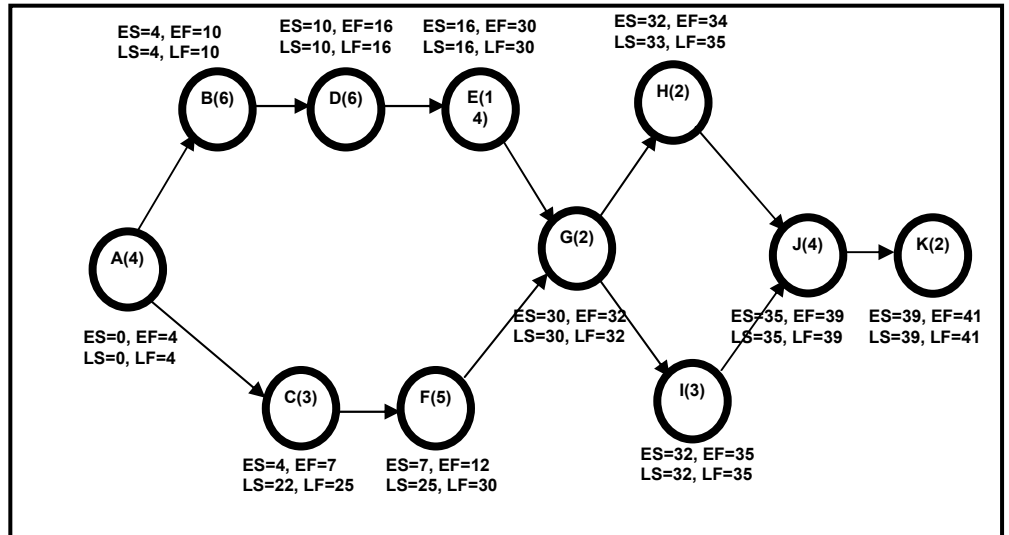 ES=4, EF=10
LS=4, LF=10
ES=10, EF=16
LS=10, LF=16
ES=16, EF=30
LS=16, LF=30
ES=32, EF=34
LS=33, LF=35
B(6)
D(6)
E(1
4)
H(2)
A(4)
G(2)
J(4)
K(2)
ES=0, EF=4
LS=0, LF=4
ES=30, EF=32
LS=30, LF=32
ES=35, EF=39
LS=35, LF=39
ES=39, EF=41
LS=39, LF=41
C(3)
F(5)
I(3)
ES=4, EF=7
LS=22, LF=25
ES=7, EF=12
LS=25, LF=30
ES=32, EF=35
LS=32, LF=35